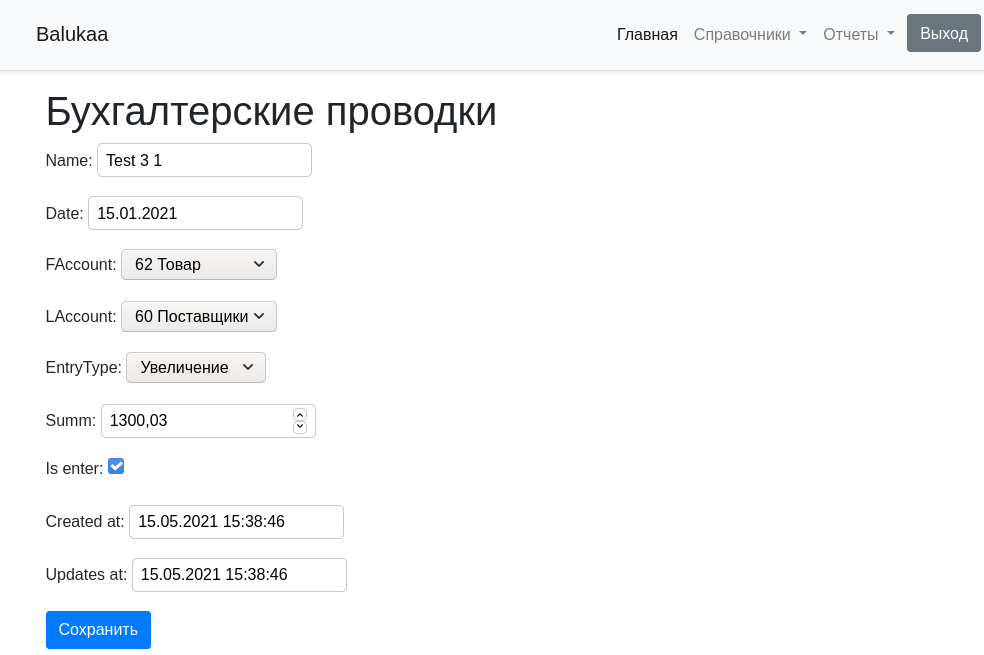 Balukaa Главная Справочники Отчеты Выход
Бухгалтерские проводки
Name: Test 3 1
Date: 15.01.2021
FAccount: 62 Товар
LAccount: 60 Поставщики
EntryType: Увеличение
Summ: 1300,03
Is enter:
Created at: 15.05.2021 15:38:46
Updates at: 15.05.2021 15:38:46
Сохранить